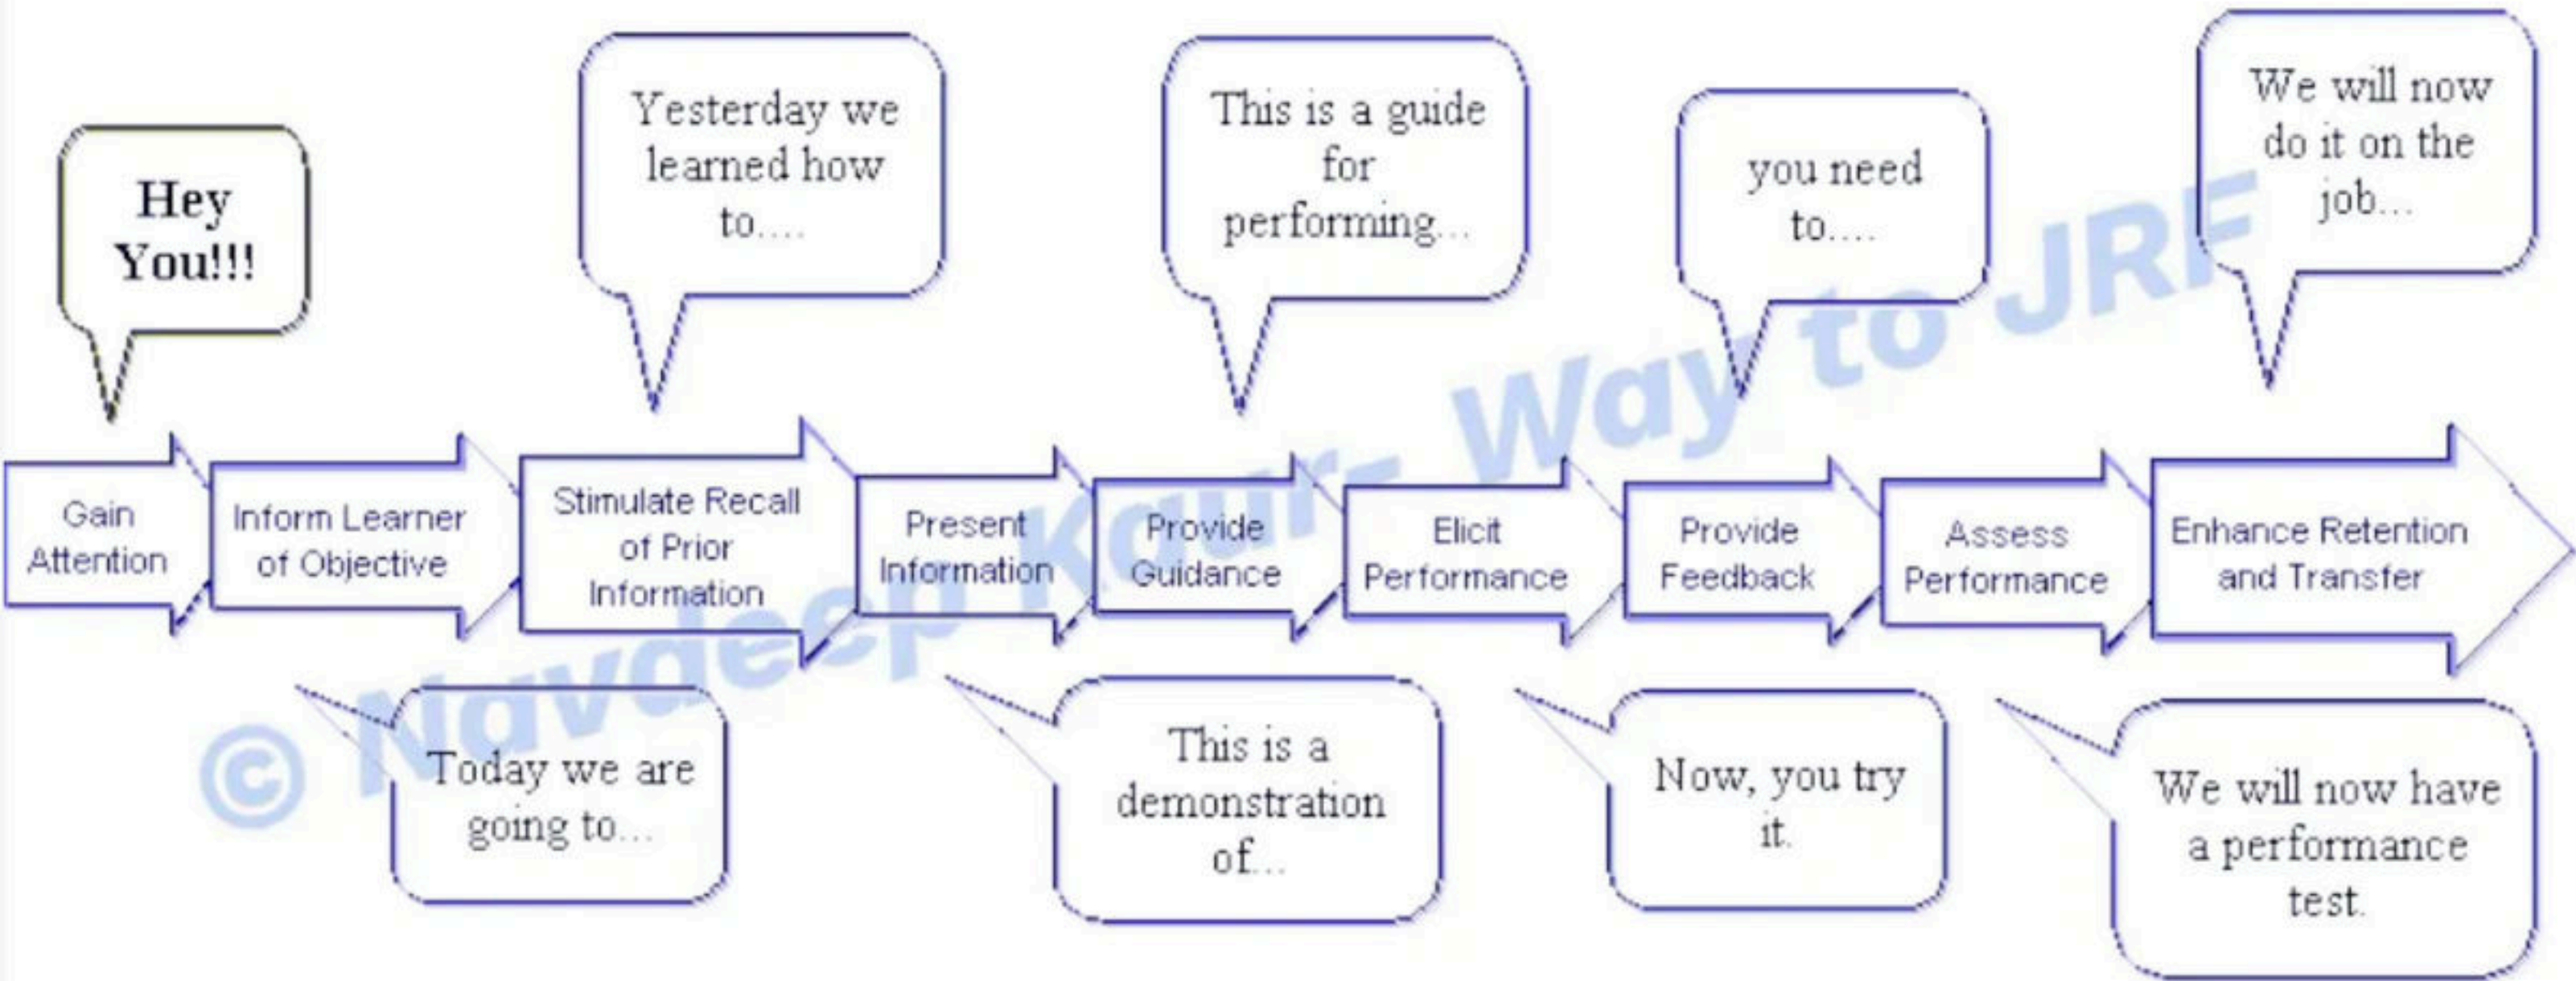 Hey
You!!!
Yesterday we
learned how
to....
This is a guide
for
performing...
you need
to....
We will now
do it on the
job...
Gain
Attention
Inform Learner
of Objective
Stimulate Recall
of Prior
Information
Present
Information
Provide
Guidance
Elicit
Performance
Provide
Feedback
Assess
Performance
Enhance Retention
and Transfer
Today we are
going to...
This is a
demonstration
of...
Now, you try
it.
We will now have
a performance
test.
© Navdeep Kaur- Way to JRF